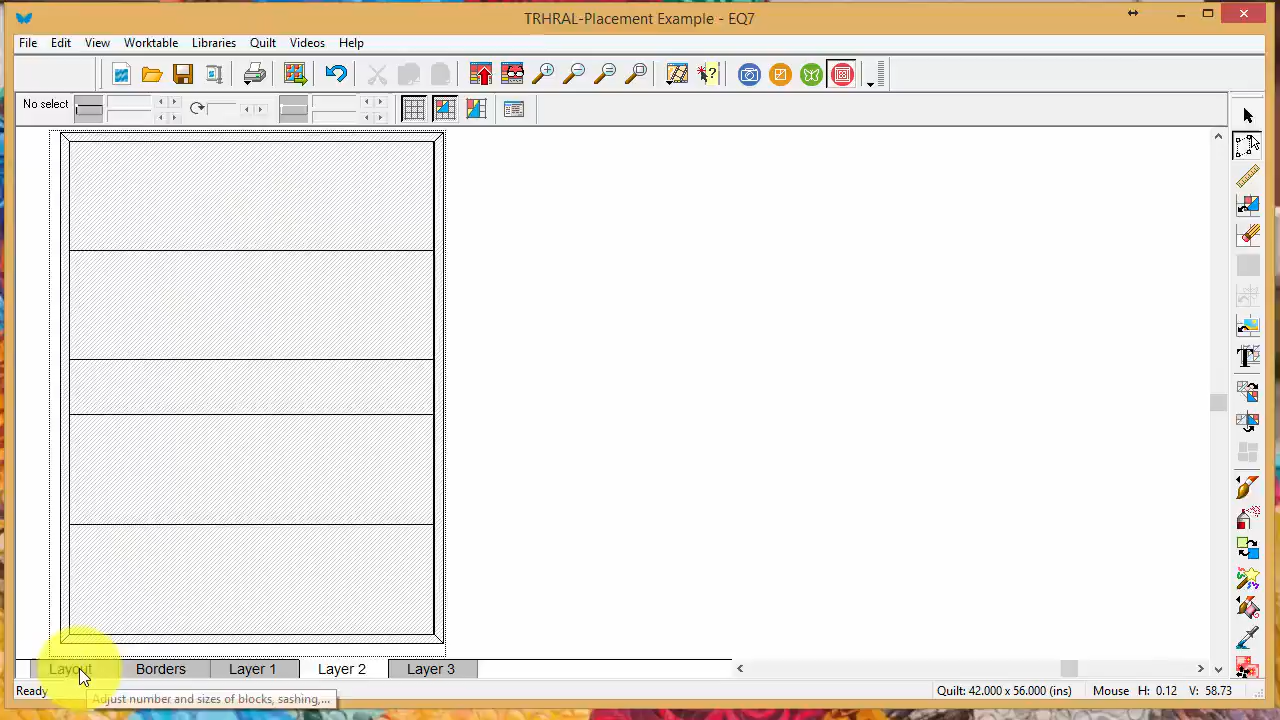 TRHRAL-Placement Example - EQ7
File Edit View Worktable Libraries Quilt Videos Help
No select
Layout Borders Layer 1 Layer 2 Layer 3
Adjust number and sizes of blocks, sashing,...
Ready Quilt: 42.000 x 56.000 (ins) Mouse H: 0.12 V: 58.73